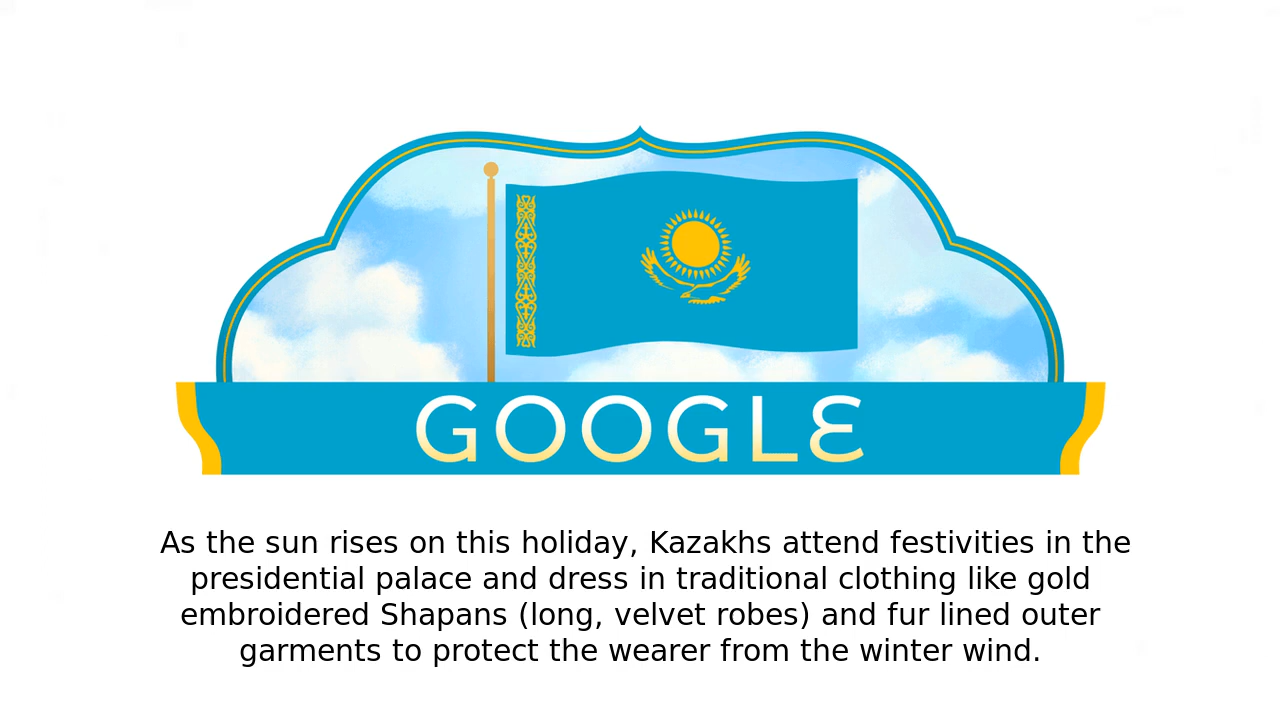 GOOGLE
As the sun rises on this holiday, Kazakhs attend festivities in the
presidential palace and dress in traditional clothing like gold
embroidered Shapans (long, velvet robes) and fur lined outer
garments to protect the wearer from the winter wind.